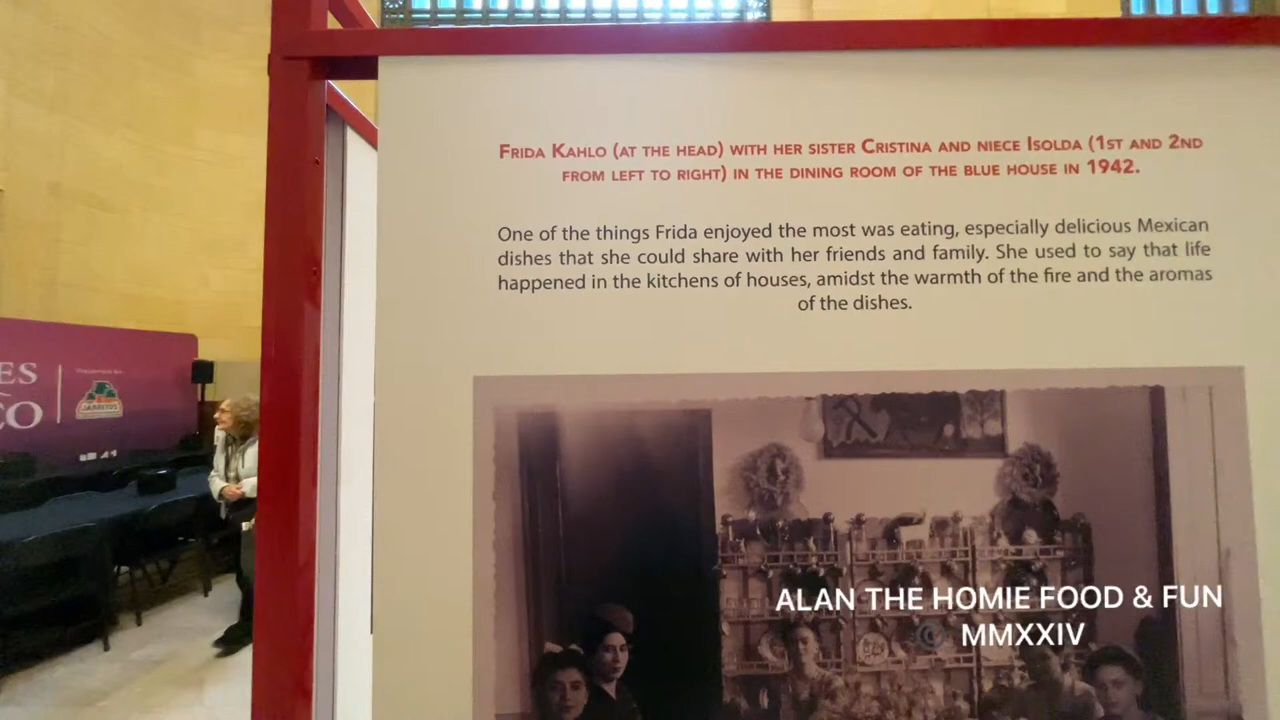 Frida Kahlo (at the head) with her sister Cristina and niece Isolda (1st and 2nd
from left to right) in the dining room of the blue house in 1942.
One of the things Frida enjoyed the most was eating, especially delicious Mexican
dishes that she could share with her friends and family. She used to say that life
happened in the kitchens of houses, amidst the warmth of the fire and the aromas
of the dishes.
ES
CO
JARRITOS
ALAN THE HOMIE FOOD & FUN
© MMXXIV